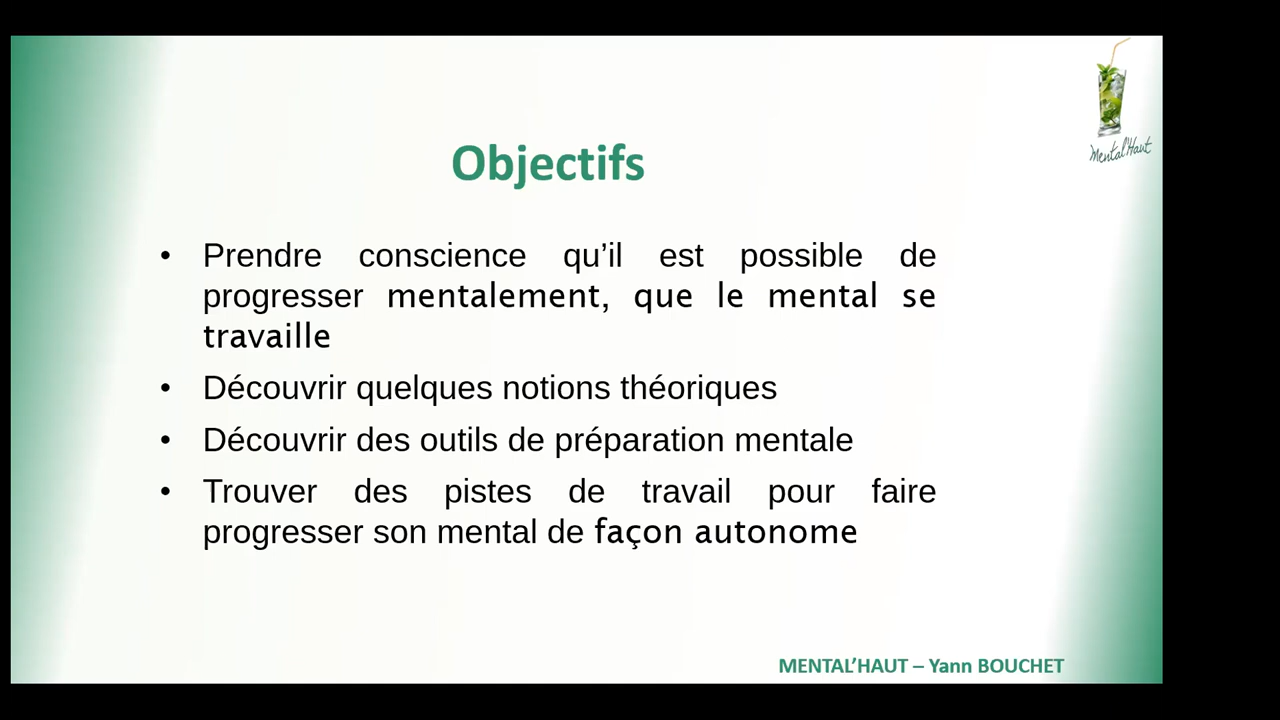 Mental'Haut
Objectifs
• Prendre conscience qu’il est possible de
progresser mentalement, que le mental se
travaille
• Découvrir quelques notions théoriques
• Découvrir des outils de préparation mentale
• Trouver des pistes de travail pour faire
progresser son mental de façon autonome
MENTAL’HAUT – Yann BOUCHET